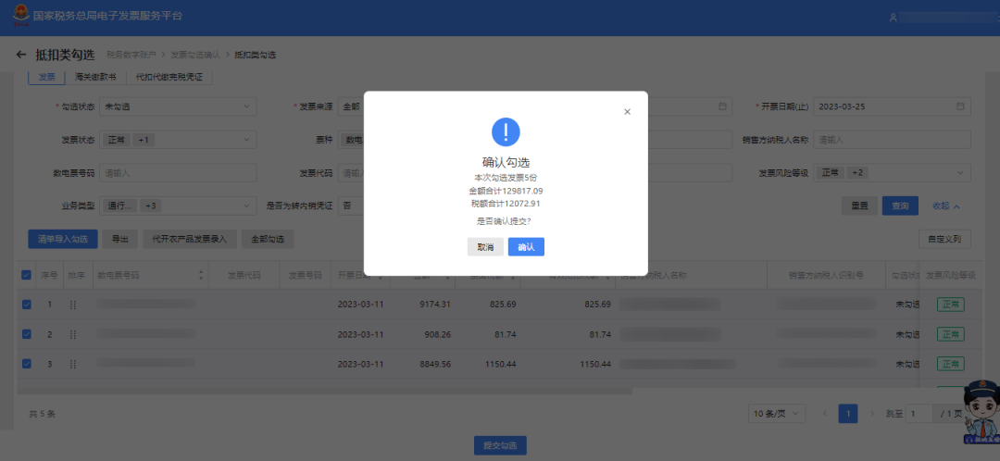 国家税务总局电子发票服务平台
抵扣类勾选 税务数字账户 > 发票勾选确认 > 抵扣类勾选
发票 海关缴款书 代扣代缴完税凭证
* 勾选状态 未勾选 * 发票来源 全部 * 开票日期(止) 2023-03-25
发票状态 正常 +1 票种 数电 销售方纳税人名称 请输入
数电票号码 请输入 发票代码 请输 发票风险等级 正常 +2
业务类型 +3 是否为转内销凭证 否 重置 查询 收起
清单导入勾选 导出 代开农产品发票录入 全部勾选 自定义列
确认勾选
本次勾选发票5份
金额合计129817.09
税额合计12072.91
是否确认提交?
取消 确认
序号 排序 数电票号码 发票代码 发票号码 开票日期 销售方纳税人名称 销售方纳税人识别号 勾选状 发票风险等级
1 2023-03-11 9174.31 825.69 825.69 未勾选 正常
2 2023-03-11 908.26 81.74 81.74 未勾选 正常
3 2023-03-11 8849.56 1150.44 1150.44 未勾选 正常
共 5 条 10 条/页 1 跳至 1 / 1 页
提交勾选